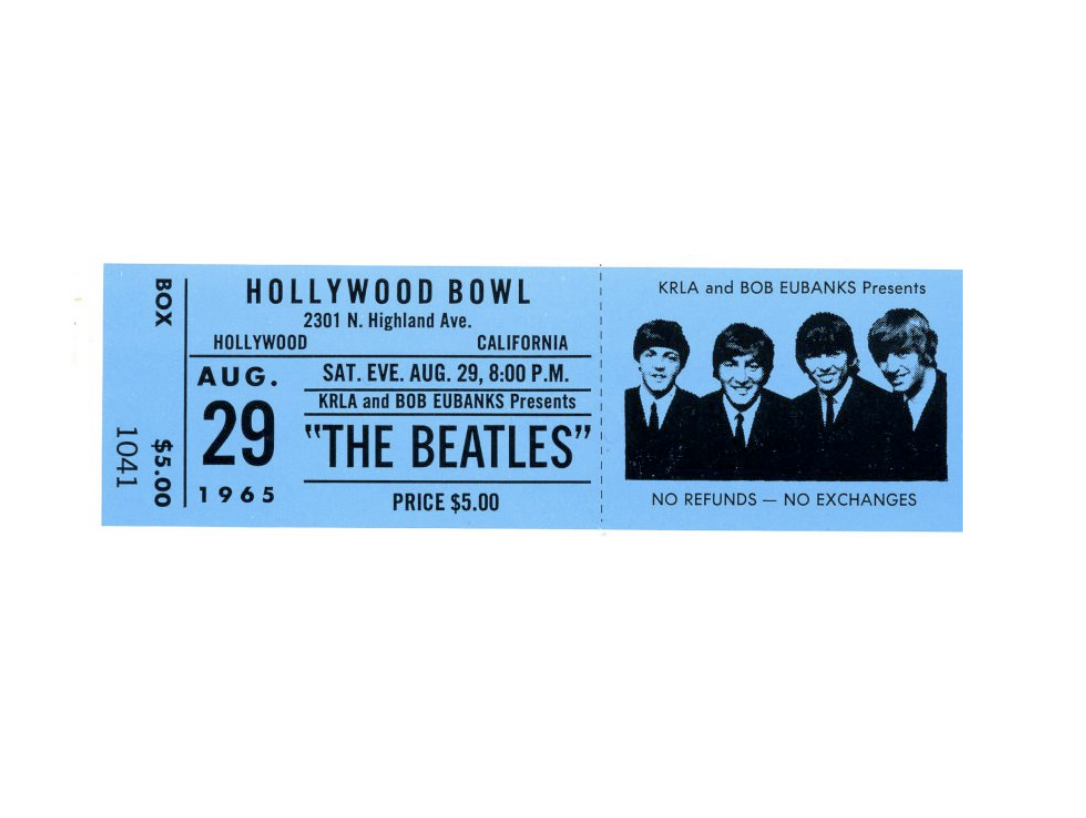 BOX
$5.00
1041
HOLLYWOOD BOWL
2301 N. Highland Ave.
HOLLYWOOD CALIFORNIA
AUG.
29
1965
SAT. EVE. AUG. 29, 8:00 P.M.
KRLA and BOB EUBANKS Presents
"THE BEATLES"
PRICE $5.00
KRLA and BOB EUBANKS Presents
NO REFUNDS — NO EXCHANGES